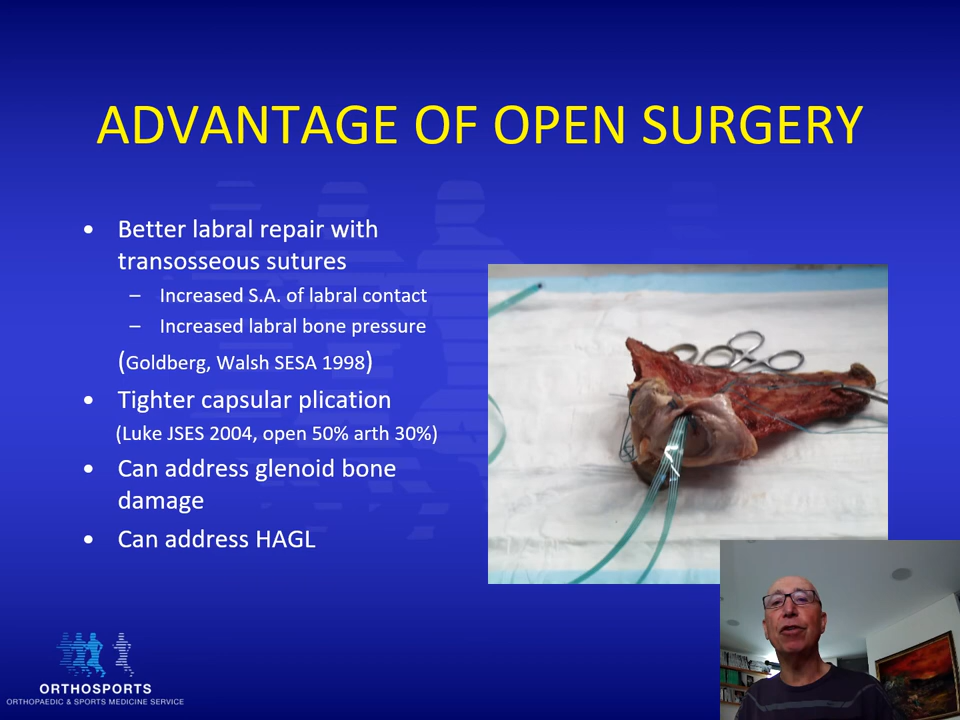 ADVANTAGE OF OPEN SURGERY
• Better labral repair with
transosseous sutures
– Increased S.A. of labral contact
– Increased labral bone pressure
(Goldberg, Walsh SESA 1998)
• Tighter capsular plication
(Luke JSES 2004, open 50% arth 30%)
• Can address glenoid bone
damage
• Can address HAGL
ORTHOSPORTS
ORTHOPAEDIC & SPORTS MEDICINE SERVICE